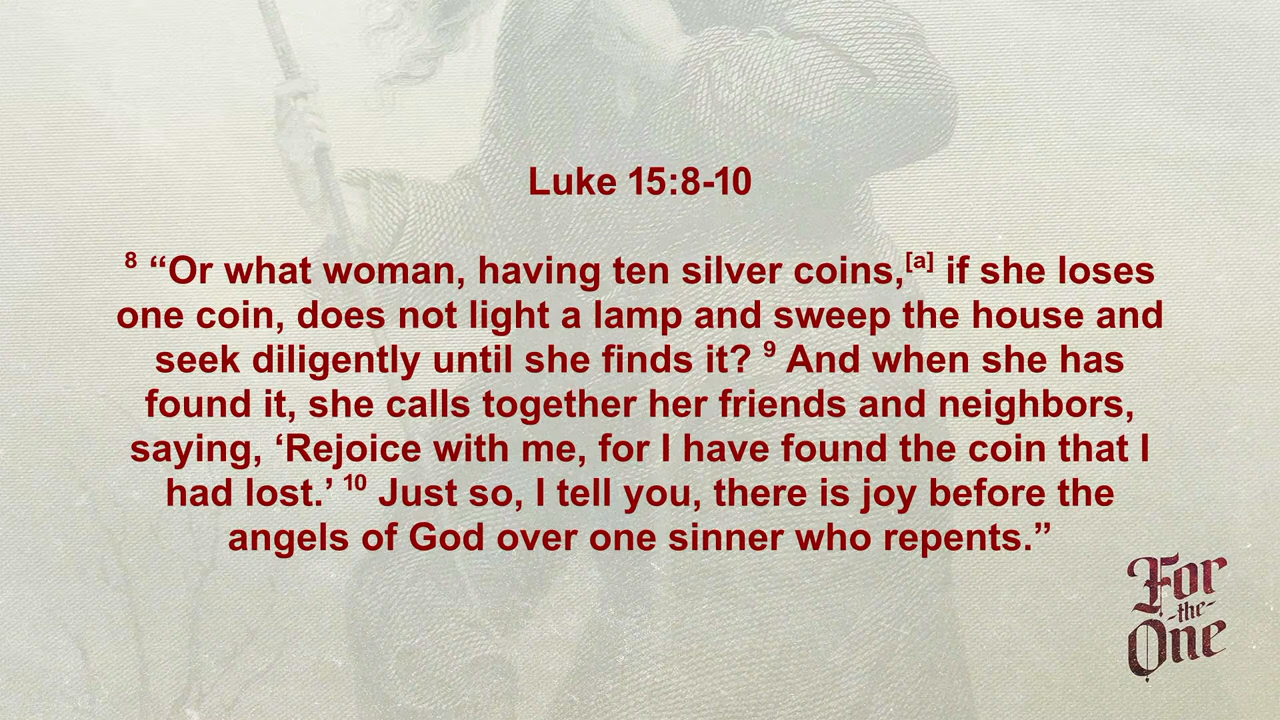 Luke 15:8-10
8 “Or what woman, having ten silver coins,[a] if she loses
one coin, does not light a lamp and sweep the house and
seek diligently until she finds it? 9 And when she has
found it, she calls together her friends and neighbors,
saying, ‘Rejoice with me, for I have found the coin that I
had lost.’ 10 Just so, I tell you, there is joy before the
angels of God over one sinner who repents.”
For
-the-
One